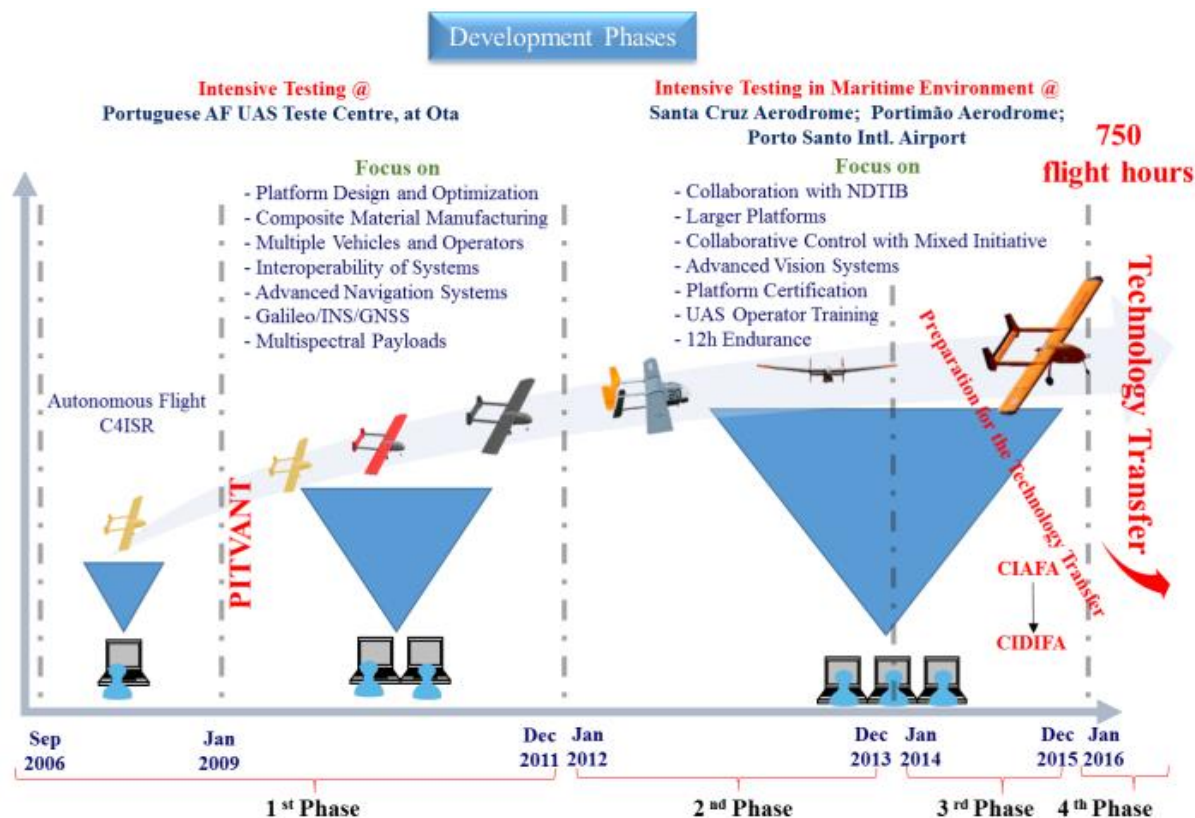 Development Phases
Intensive Testing @
Portuguese AF UAS Teste Centre, at Ota
Intensive Testing in Maritime Environment @
Santa Cruz Aerodrome; Portimão Aerodrome;
Porto Santo Intl. Airport
750
flight hours
Focus on
- Platform Design and Optimization
- Composite Material Manufacturing
- Multiple Vehicles and Operators
- Interoperability of Systems
- Advanced Navigation Systems
- Galileo/INS/GNSS
- Multispectral Payloads
Focus on
- Collaboration with NDTIB
- Larger Platforms
- Collaborative Control with Mixed Initiative
- Advanced Vision Systems
- Platform Certification
- UAS Operator Training
- 12h Endurance
Autonomous Flight
C4ISR
PITVANT
Preparation for the Technology Transfer
Technology Transfer
CIAFA
CIDIFA
Sep
2006
Jan
2009
Dec
2011
Jan
2012
Dec
2013
Jan
2014
Dec
2015
Jan
2016
1 st Phase
2 nd Phase
3 rd Phase
4 th Phase